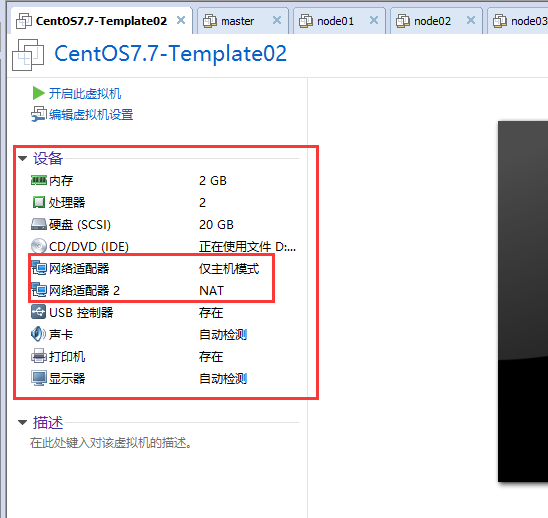 CentOS7.7-Template02 master node01 node02 node03
CentOS7.7-Template02
开启此虚拟机
编辑虚拟机设置
设备
内存 2 GB
处理器 2
硬盘 (SCSI) 20 GB
CD/DVD (IDE) 正在使用文件 D:...
网络适配器 仅主机模式
网络适配器 2 NAT
USB 控制器 存在
声卡 自动检测
打印机 存在
显示器 自动检测
描述
在此处键入对该虚拟机的描述。